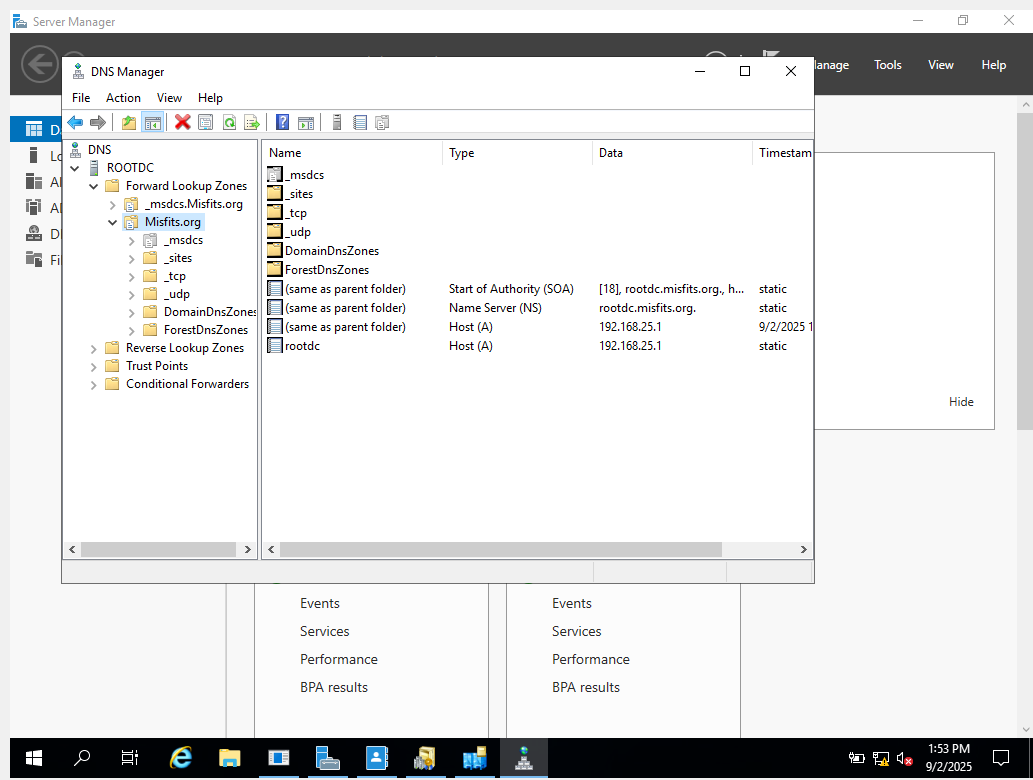 Server Manager
Manage Tools View Help
DNS Manager
File Action View Help
DNS
ROOTDC
Forward Lookup Zones
_msdcs.Misfits.org
Misfits.org
_msdcs
_sites
_tcp
_udp
DomainDnsZones
ForestDnsZones
Reverse Lookup Zones
Trust Points
Conditional Forwarders
Name Type Data Timestam
_msdcs
_sites
_tcp
_udp
DomainDnsZones
ForestDnsZones
(same as parent folder) Start of Authority (SOA) [18], rootdc.misfits.org., h... static
(same as parent folder) Name Server (NS) rootdc.misfits.org. static
(same as parent folder) Host (A) 192.168.25.1 9/2/2025 1
rootdc Host (A) 192.168.25.1 static
Hide
Events
Services
Performance
BPA results
Events
Services
Performance
BPA results
1:53 PM
9/2/2025